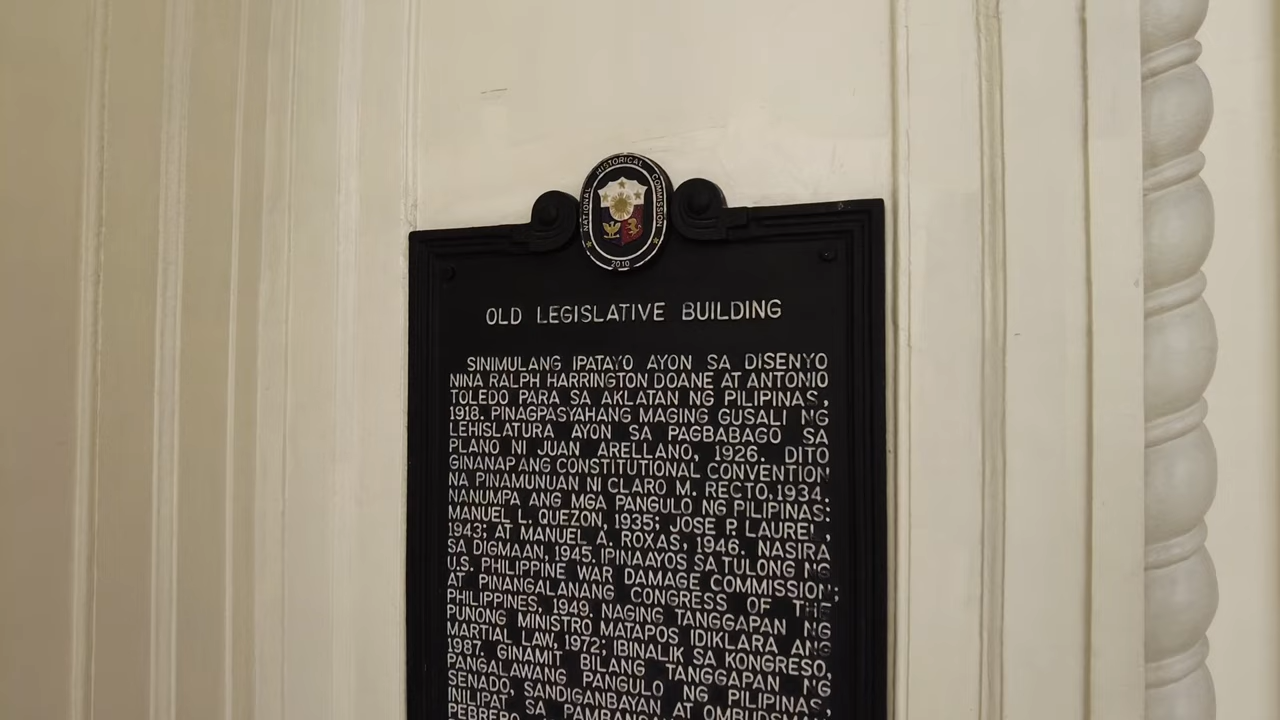 NATIONAL HISTORICAL COMMISSION
2010
OLD LEGISLATIVE BUILDING
SINIMULANG IPATAYO AYON SA DISENYO
NINA RALPH HARRINGTON DOANE AT ANTONIO
TOLEDO PARA SA AKLATAN NG PILIPINAS,
1918. PINAGPASYAHANG MAGING GUSALI NG
LEHISLATURA AYON SA PAGBABAGO SA
PLANO NI JUAN ARELLANO, 1926. DITO
GINANAP ANG CONSTITUTIONAL CONVENTION
NA PINAMUNUAN NI CLARO M. RECTO, 1934.
NANUMPA ANG MGA PANGULO NG PILIPINAS:
MANUEL L. QUEZON, 1935; JOSE P. LAUREL,
1943; AT MANUEL A. ROXAS, 1946. NASIRA
SA DIGMAAN, 1945. IPINAAYOS SA TULONG NG
U.S. PHILIPPINE WAR DAMAGE COMMISSION;
AT PINANGALANANG CONGRESS OF THE
PHILIPPINES, 1949. NAGING TANGGAPAN NG
PUNONG MINISTRO MATAPOS IDIKLARA ANG
MARTIAL LAW, 1972; IBINALIK SA KONGRESO,
1987. GINAMIT BILANG TANGGAPAN NG
PANGALAWANG PANGULO NG PILIPINAS,
SENADO, SANDIGANBAYAN AT OMBUDSMAN
INILIPAT SA
PEBRERO